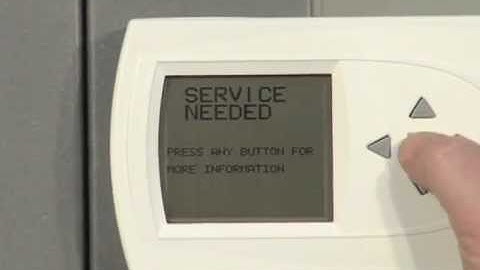 SERVICE
NEEDED
PRESS ANY BUTTON FOR
MORE INFORMATION